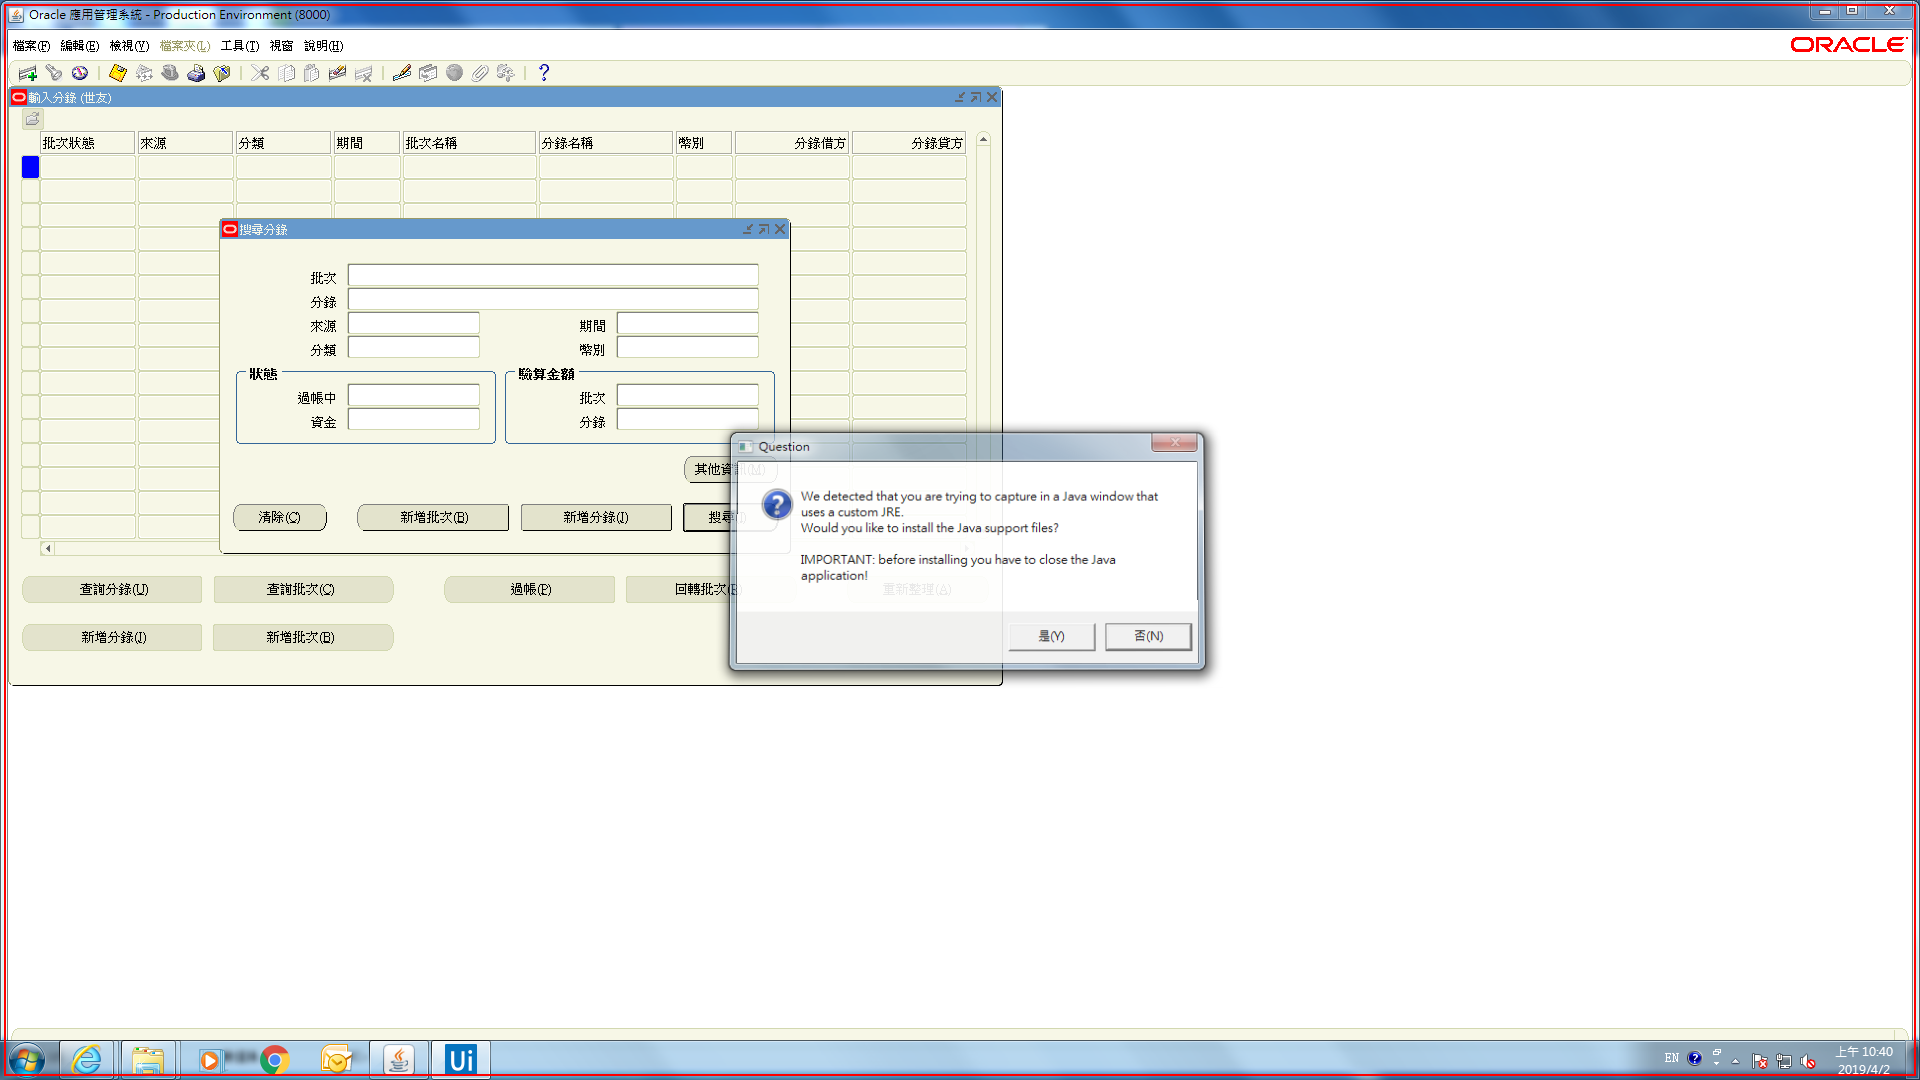 Oracle 應用管理系統 - Production Environment (8000)
檔案(F) 編輯(E) 檢視(V) 檔案夾(L) 工具(T) 視窗 說明(H)
ORACLE
輸入分錄 (世友)
批次狀態 來源 分類 期間 批次名稱 分錄名稱 幣別 分錄借方 分錄貸方
搜尋分錄
批次
分錄
來源 期間
分類 幣別
狀態 驗算金額
過帳中 批次
資金 分錄
其他資訊(M)
清除(C) 新增批次(B) 新增分錄(J) 搜尋
Question
We detected that you are trying to capture in a Java window that
uses a custom JRE.
Would you like to install the Java support files?
IMPORTANT: before installing you have to close the Java
application!
是(Y) 否(N)
查詢分錄(U) 查詢批次(C) 過帳(P) 回轉批次(R 重新整理(A)
新增分錄(J) 新增批次(B)
Ui
EN
上午 10:40
2019/4/2